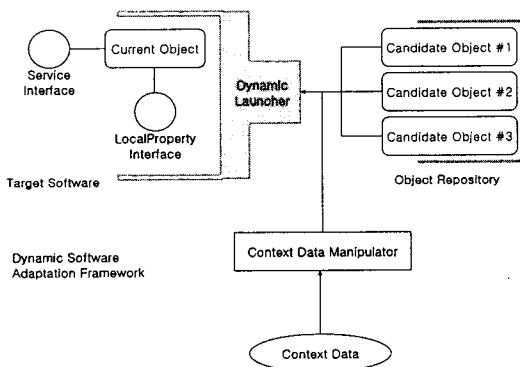 Current Object
Service
Interface
LocalProperty
Interface
Target Software
Dynamic
Launcher
Candidate Object #1
Candidate Object #2
Candidate Object #3
Object Repository
Dynamic Software
Adaptation Framework
Context Data Manipulator
Context Data